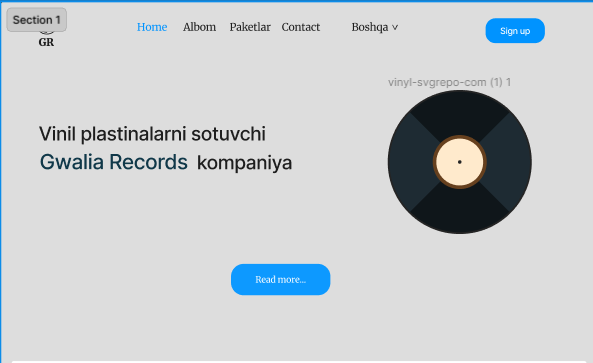 Section 1
Home Albom Paketlar Contact Boshqa
Sign up
GR
vinyl-svgrepo-com (1) 1
Vinil plastinalarni sotuvchi
Gwalia Records kompaniya
Read more...